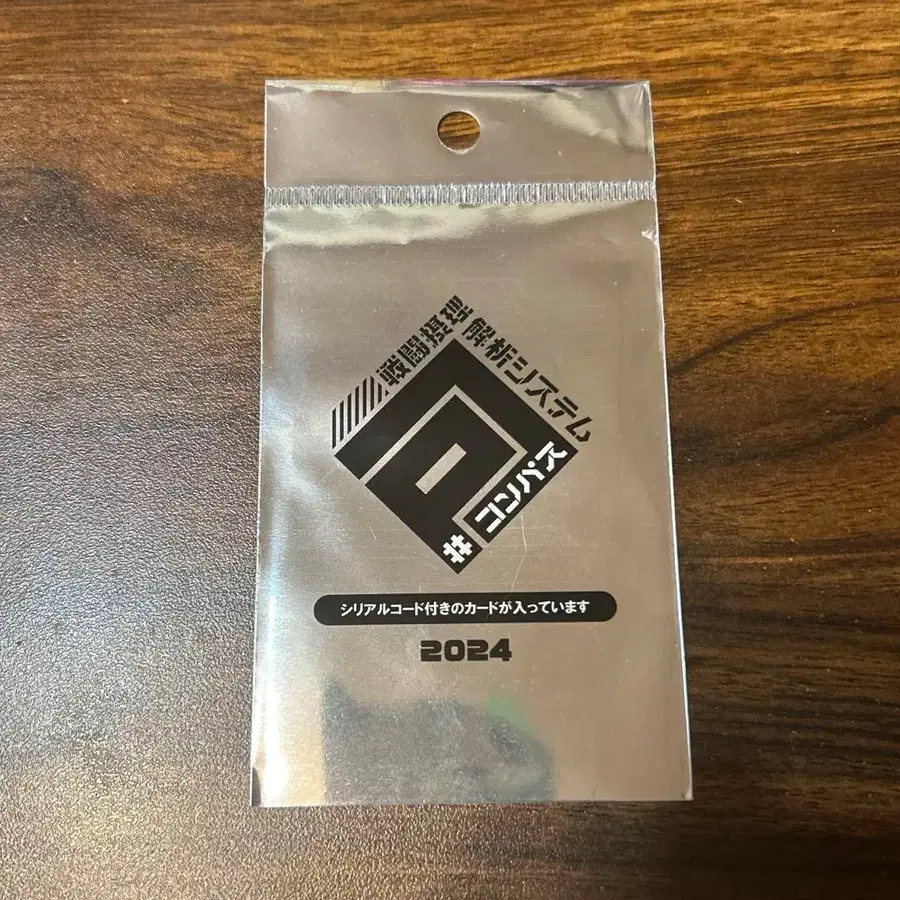 戦闘摂理
解析システム
#コンパス
シリアルコード付きのカードが入っています
2024